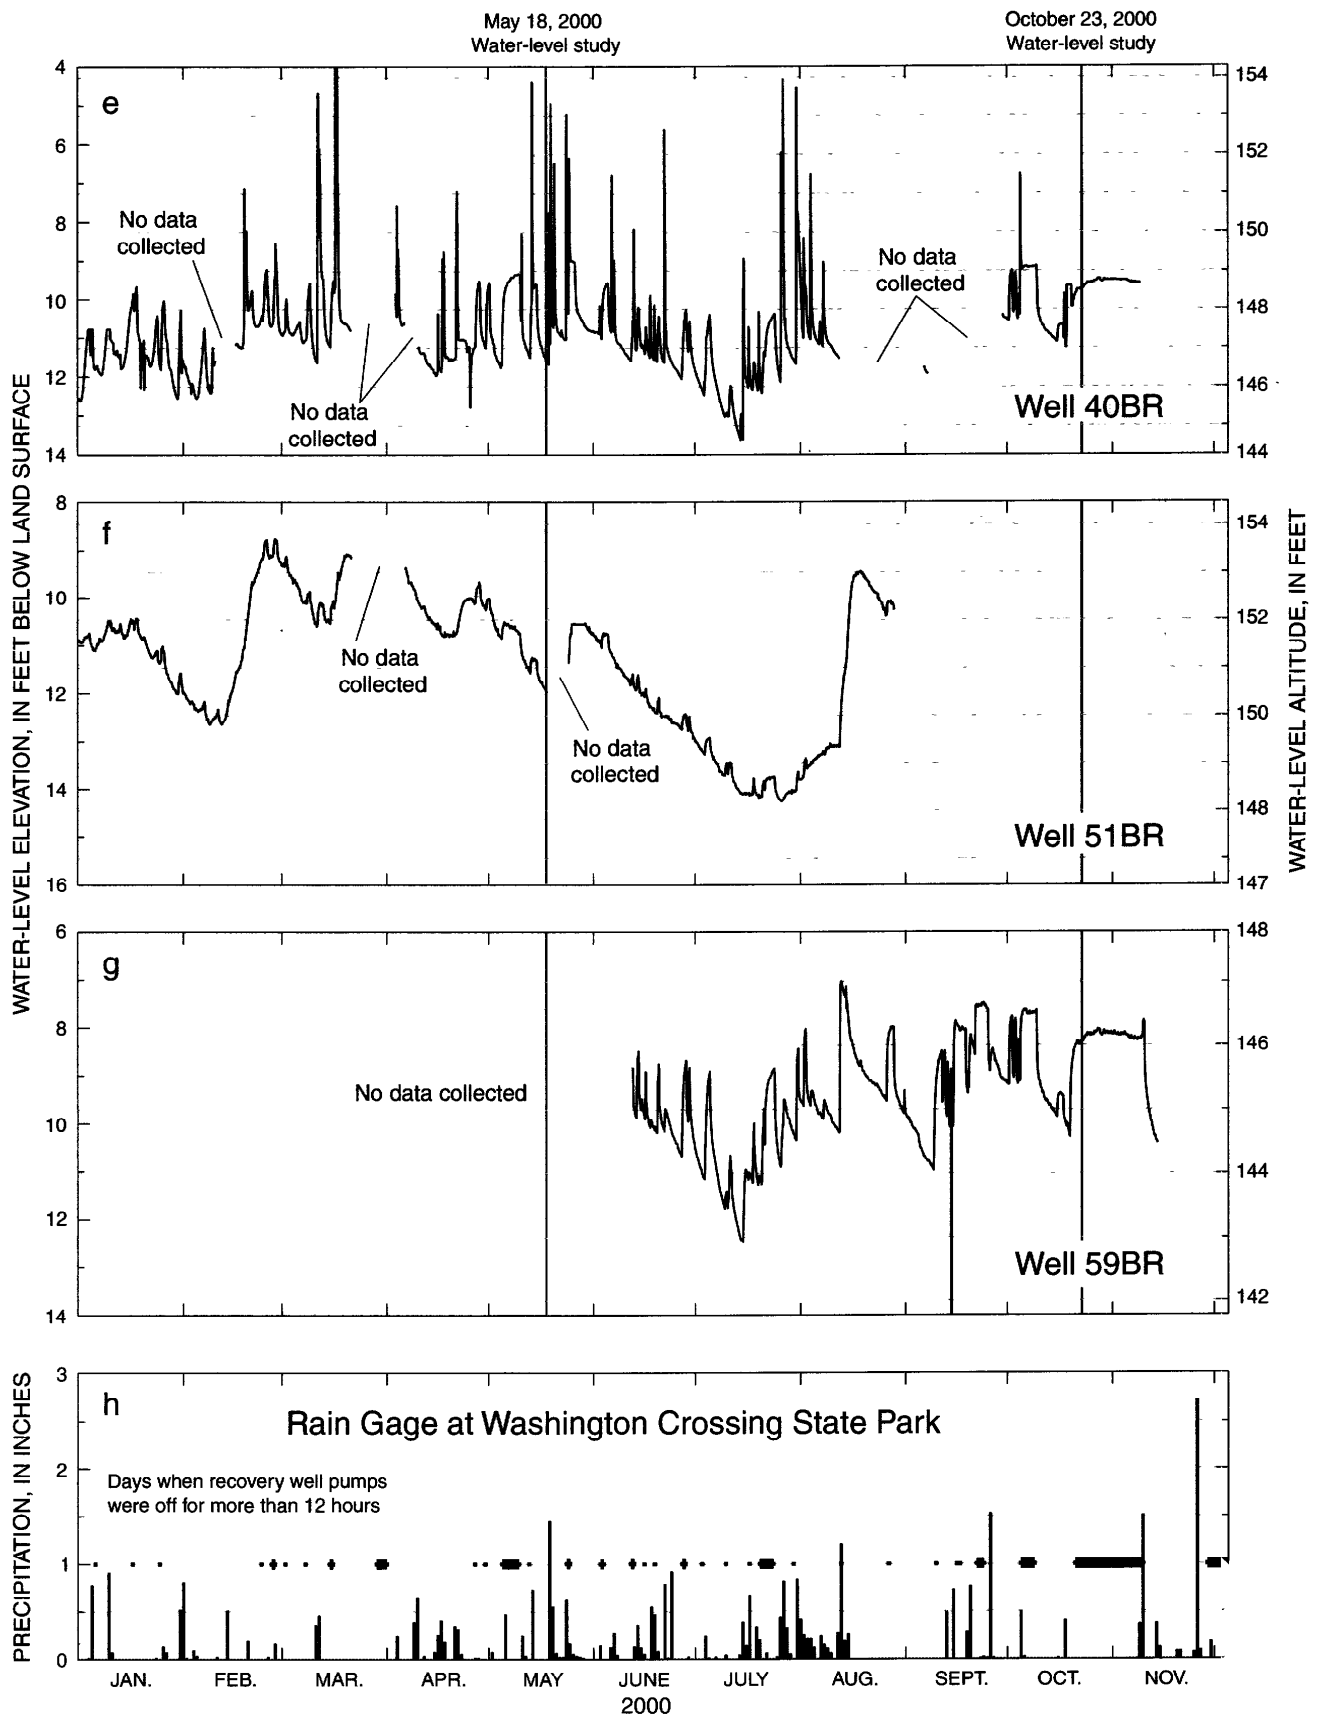 May 18, 2000
Water-level study
October 23, 2000
Water-level study
WATER-LEVEL ELEVATION, IN FEET BELOW LAND SURFACE
WATER-LEVEL ALTITUDE, IN FEET
e
4
6
8
10
12
14
154
152
150
148
146
144
No data
collected
No data
collected
No data
collected
Well 40BR
f
8
10
12
14
16
154
152
150
148
147
No data
collected
No data
collected
Well 51BR
g
6
8
10
12
14
148
146
144
142
No data collected
Well 59BR
PRECIPITATION, IN INCHES
h
3
2
1
0
Rain Gage at Washington Crossing State Park
Days when recovery well pumps
were off for more than 12 hours
JAN. FEB. MAR. APR. MAY JUNE JULY AUG. SEPT. OCT. NOV.
2000